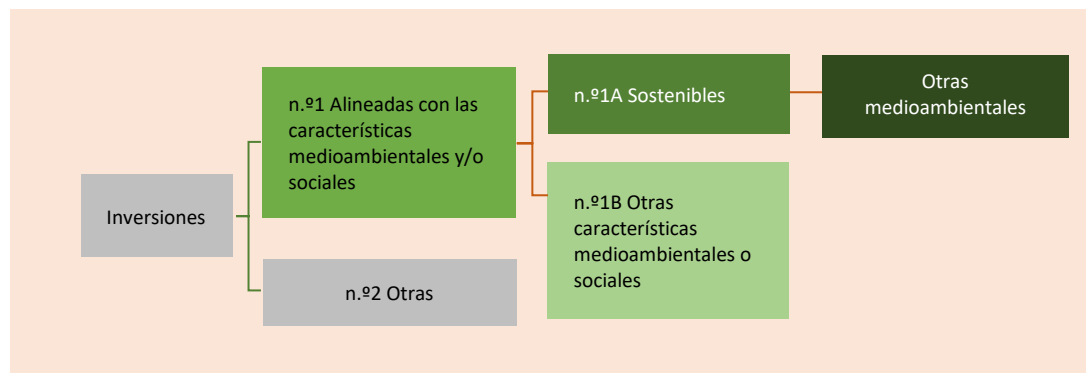 Inversiones
n.º1 Alineadas con las
características
medioambientales y/o
sociales
n.º2 Otras
n.º1A Sostenibles
n.º1B Otras
características
medioambientales o
sociales
Otras
medioambientales